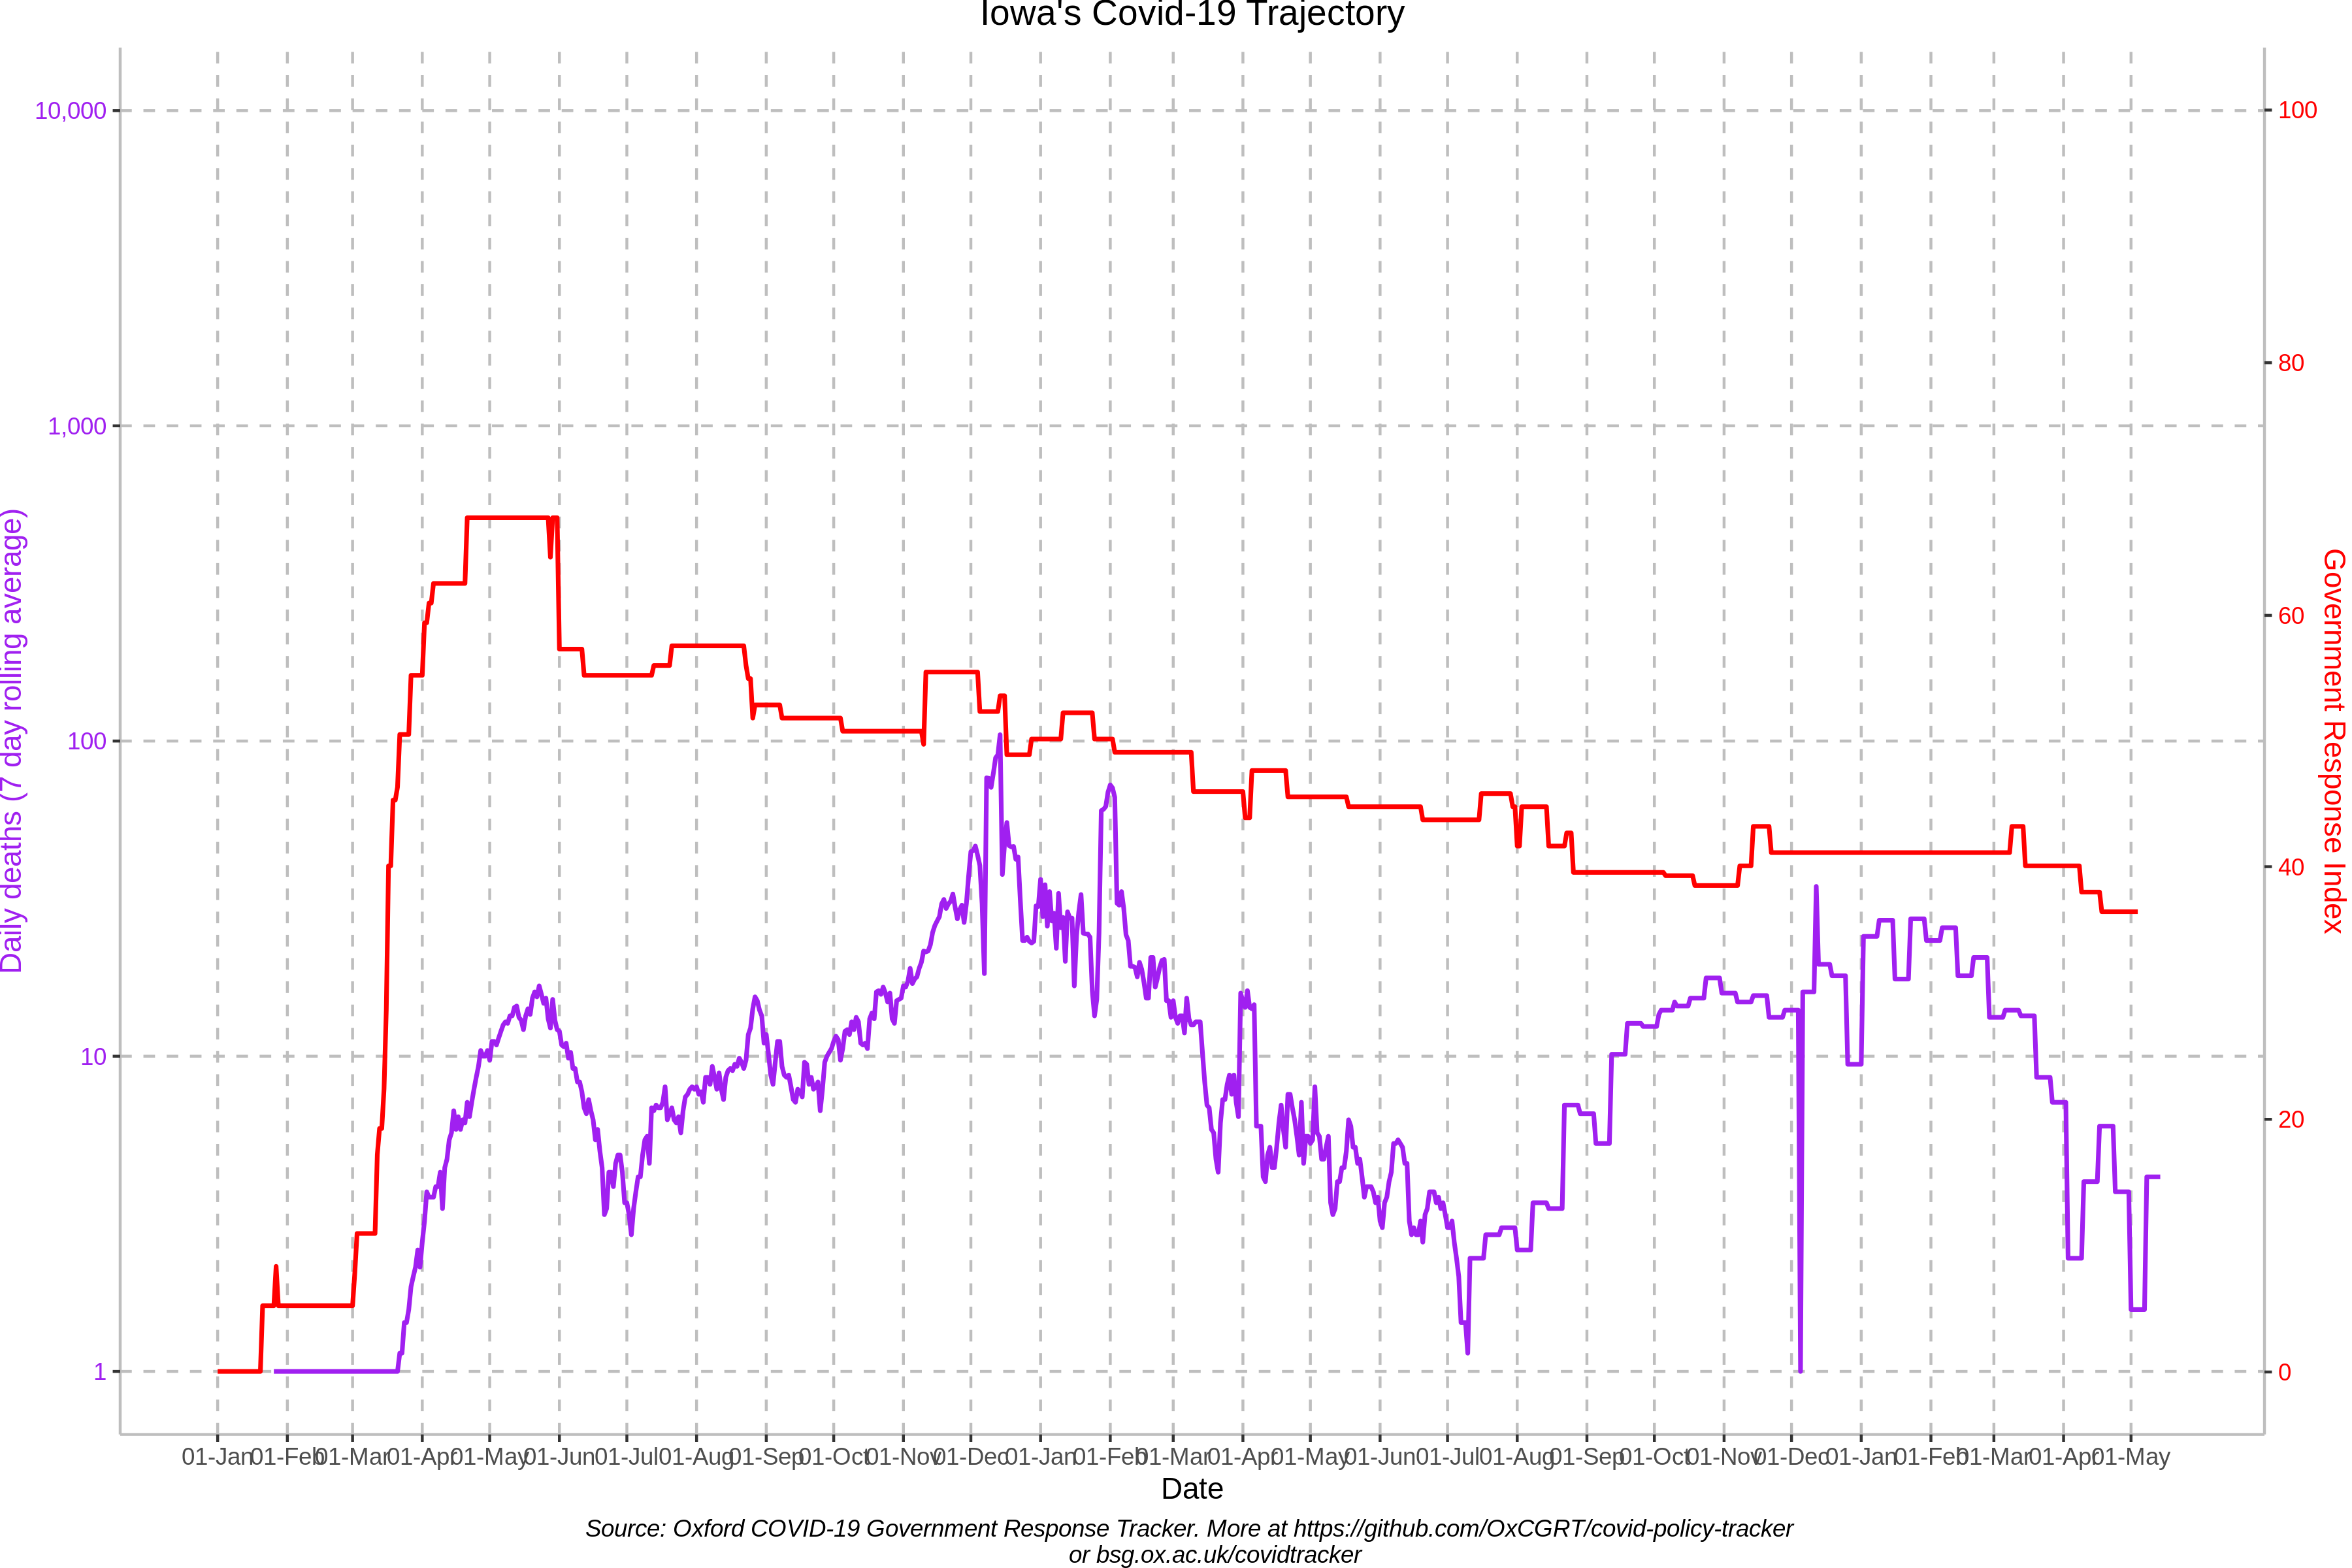 Iowa's Covid-19 Trajectory
10,000
1,000
100
10
1
Daily deaths (7 day rolling average)
100
80
60
40
20
0
Government Response Index
01-Jan 01-Feb 01-Mar 01-Apr 01-May 01-Jun 01-Jul 01-Aug 01-Sep 01-Oct 01-Nov 01-Dec 01-Jan 01-Feb 01-Mar 01-Apr 01-May 01-Jun 01-Jul 01-Aug 01-Sep 01-Oct 01-Nov 01-Dec 01-Jan 01-Feb 01-Mar 01-Apr 01-May
Date
Source: Oxford COVID-19 Government Response Tracker. More at https://github.com/OxCGRT/covid-policy-tracker
or bsg.ox.ac.uk/covidtracker